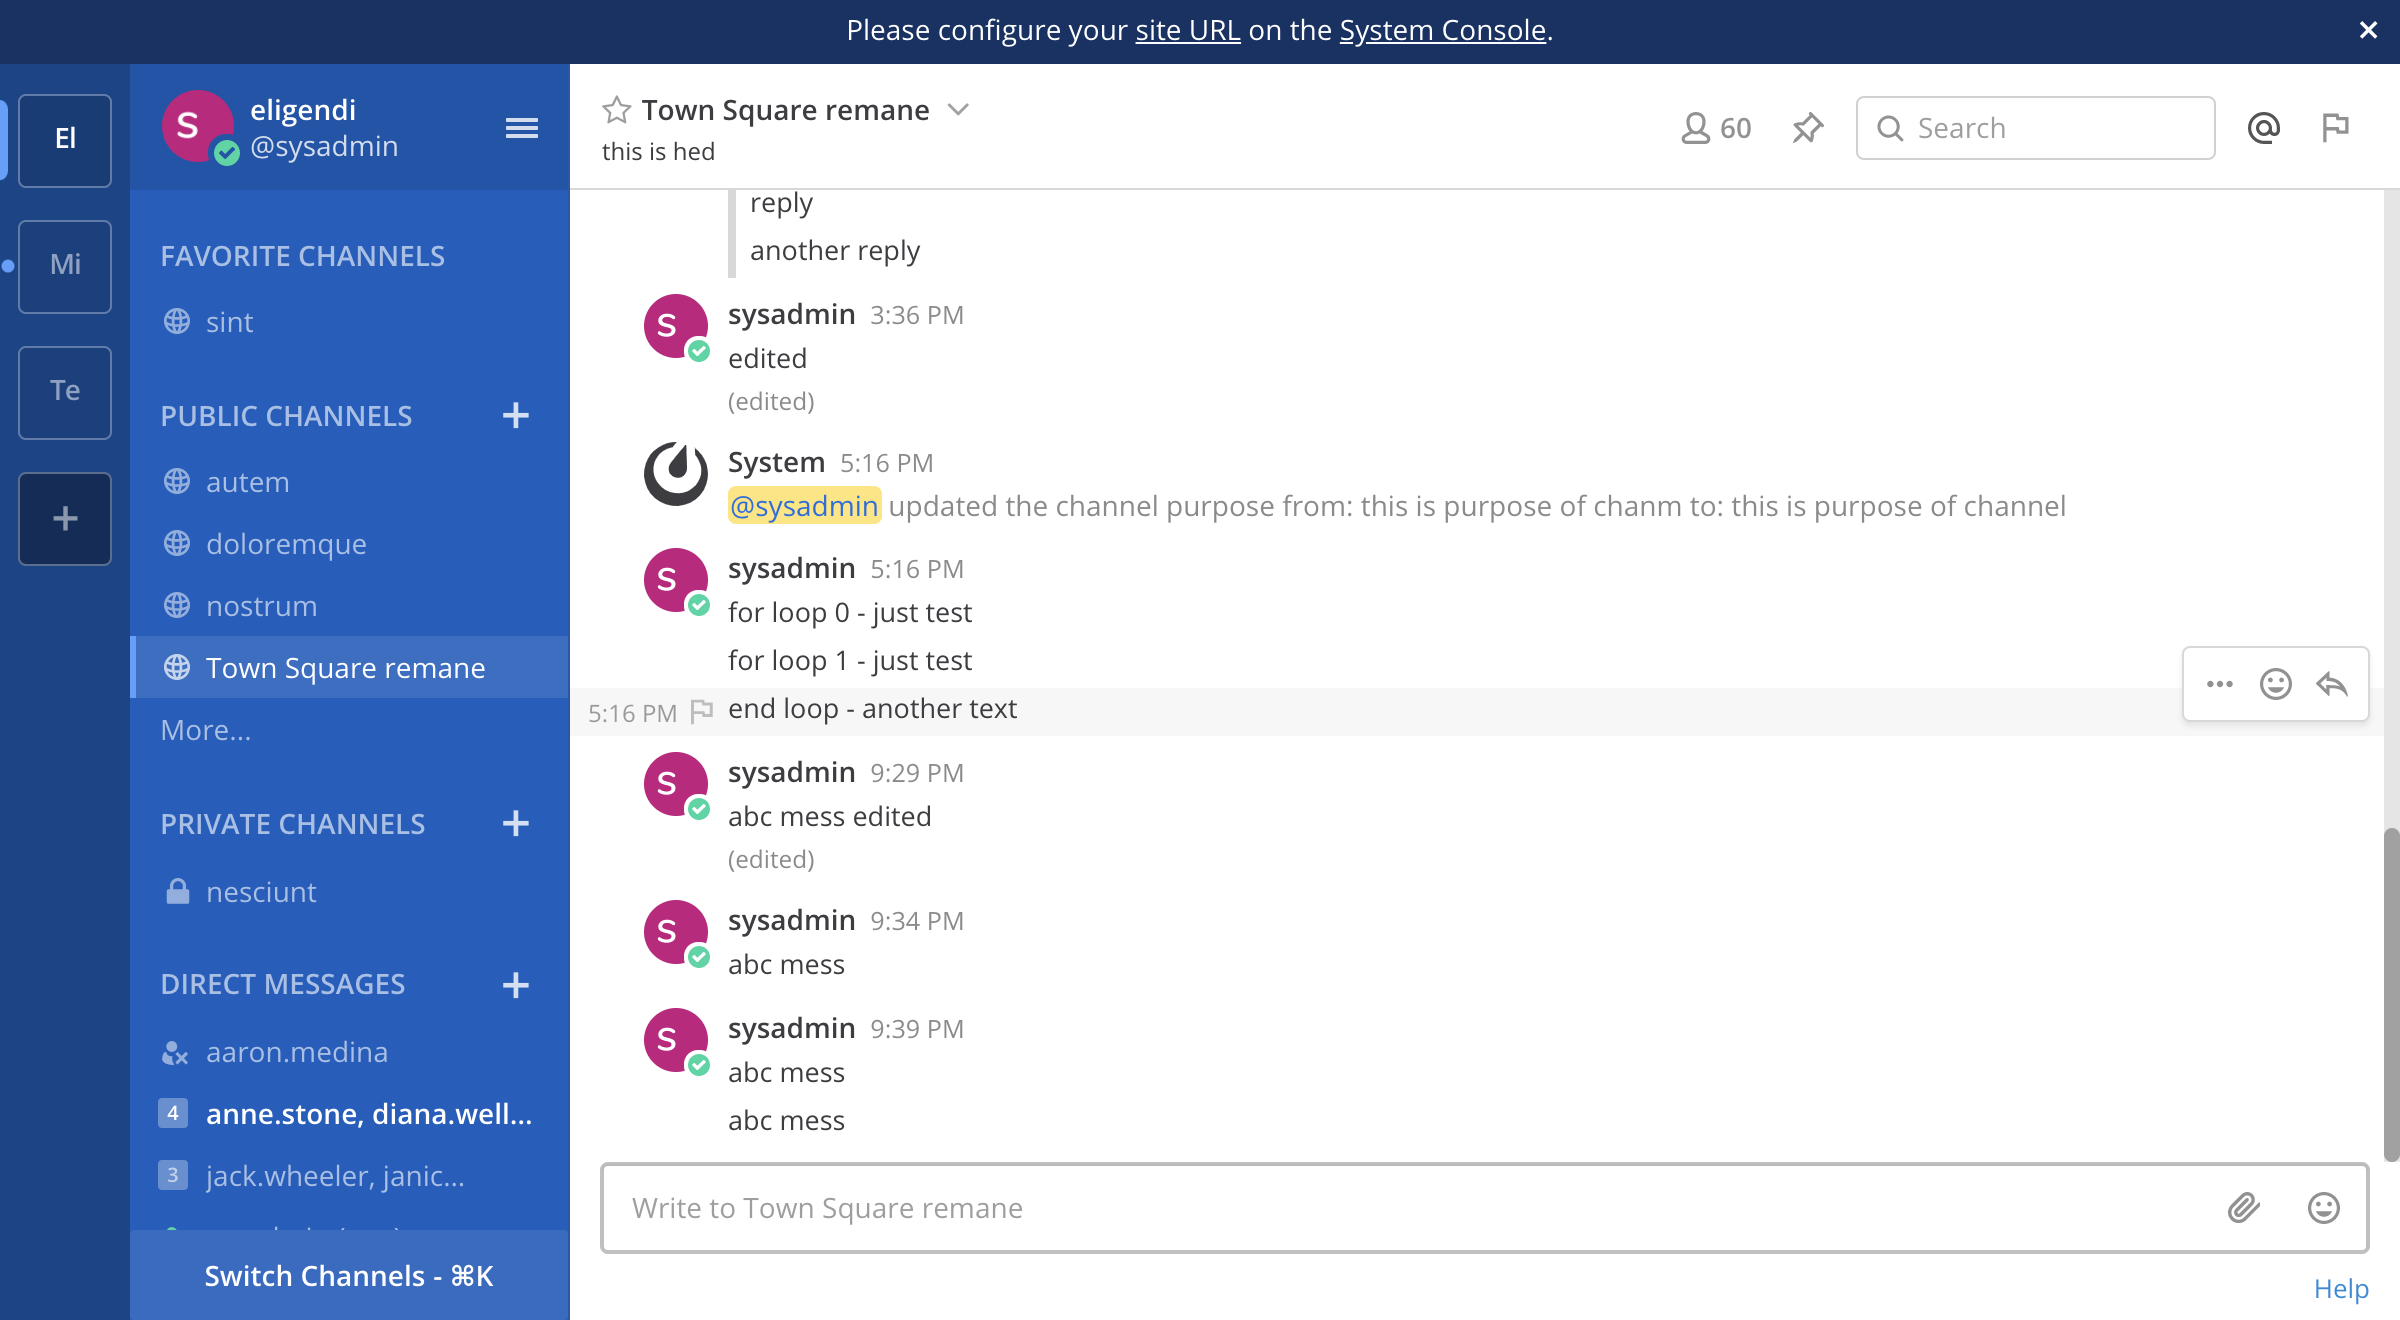 Please configure your site URL on the System Console.
El
Mi
Te
S
eligendi
@sysadmin
FAVORITE CHANNELS
sint
PUBLIC CHANNELS
autem
doloremque
nostrum
Town Square remane
More...
PRIVATE CHANNELS
nesciunt
DIRECT MESSAGES
aaron.medina
4 anne.stone, diana.well...
3 jack.wheeler, janic...
Switch Channels - ⌘K
Town Square remane
this is hed
60
Search
reply
another reply
S
sysadmin 3:36 PM
edited
(edited)
System 5:16 PM
@sysadmin updated the channel purpose from: this is purpose of chanm to: this is purpose of channel
S
sysadmin 5:16 PM
for loop 0 - just test
for loop 1 - just test
5:16 PM end loop - another text
S
sysadmin 9:29 PM
abc mess edited
(edited)
S
sysadmin 9:34 PM
abc mess
S
sysadmin 9:39 PM
abc mess
abc mess
Write to Town Square remane
Help